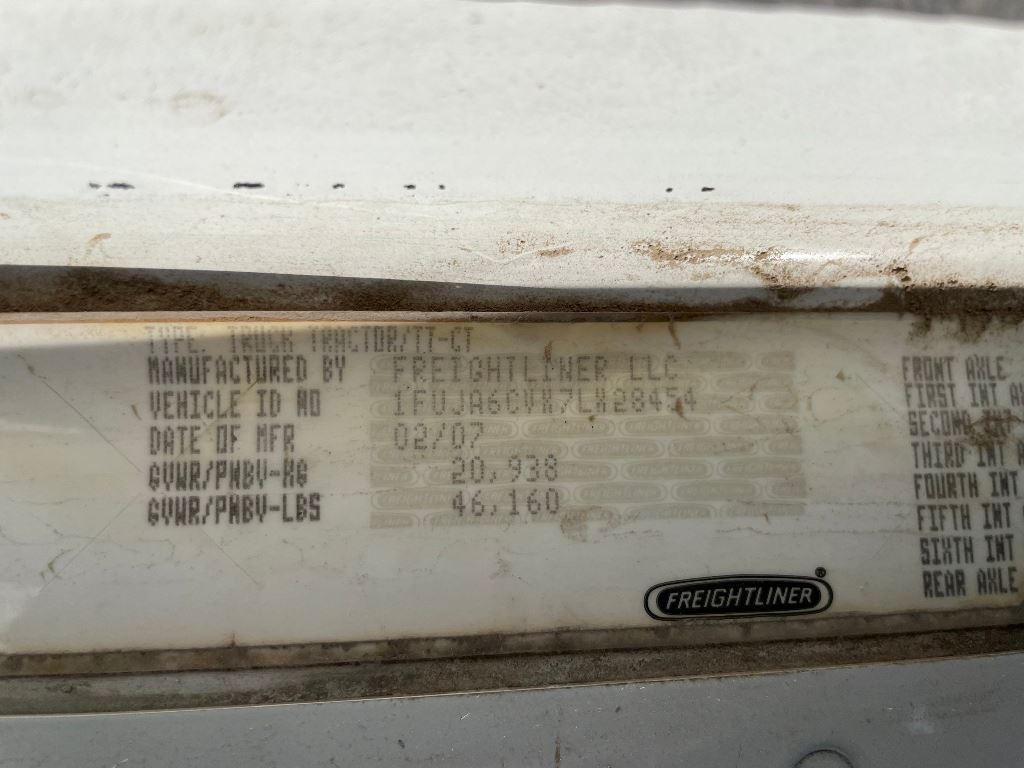 TYPE. TRUCK TRACTOR/TT-CT
MANUFACTURED BY FREIGHTLINER LLC
VEHICLE ID NO
DATE OF MFR 02/07
GVWR/PNBV-KG 20,938
GVWR/PNBV-LBS 46,160
FREIGHTLINER®
FRONT AXLE
FIRST INT
SECOND INT
THIRD INT
FOURTH INT
FIFTH INT
SIXTH INT
REAR AXLE